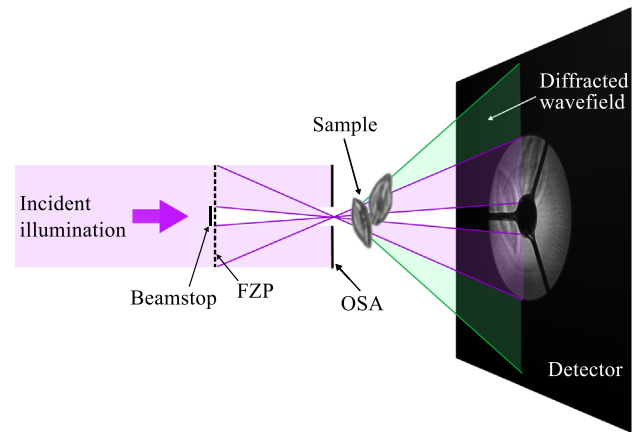 Diffracted
wavefield
Sample
Incident
illumination
Beamstop
FZP
OSA
Detector